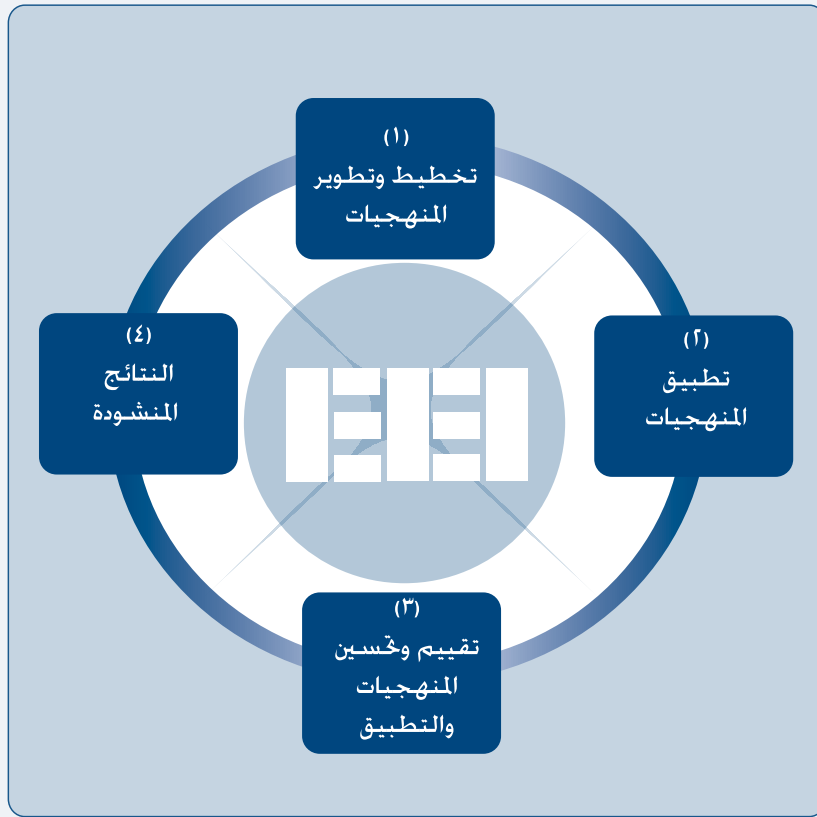 (١)
تخطيط وتطوير
المنهجيات
(٢)
تطبيق
المنهجيات
(٣)
تقييم وتحسين
المنهجيات
والتطبيق
(٤)
النتائج
المنشودة